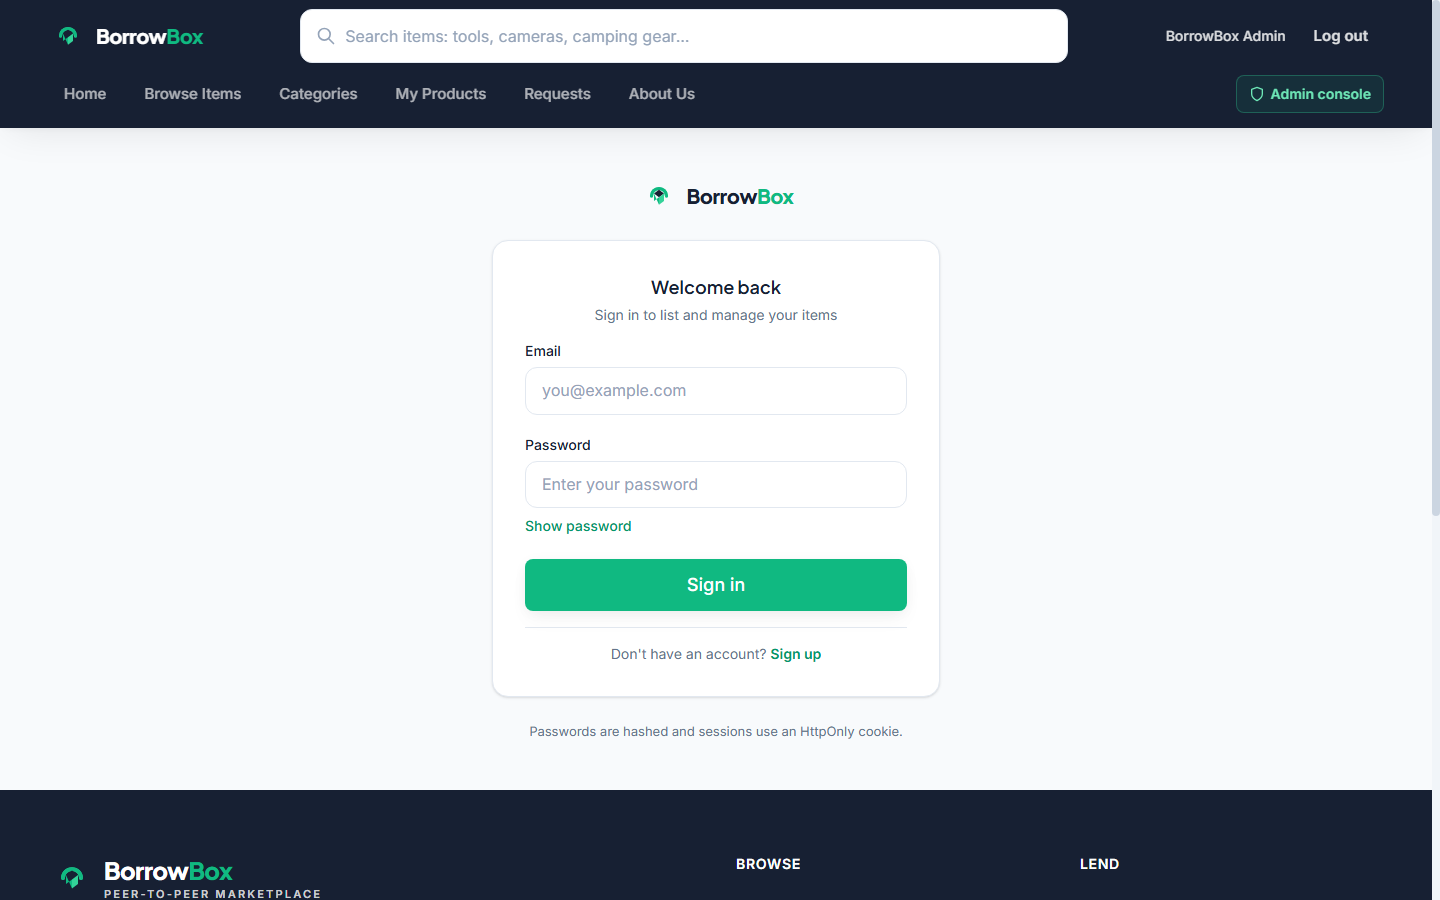 BorrowBox
Search items: tools, cameras, camping gear...
BorrowBox Admin
Log out
Home
Browse Items
Categories
My Products
Requests
About Us
Admin console
BorrowBox
Welcome back
Sign in to list and manage your items
Email
you@example.com
Password
Enter your password
Show password
Sign in
Don't have an account? Sign up
Passwords are hashed and sessions use an HttpOnly cookie.
BorrowBox
PEER-TO-PEER MARKETPLACE
BROWSE
LEND